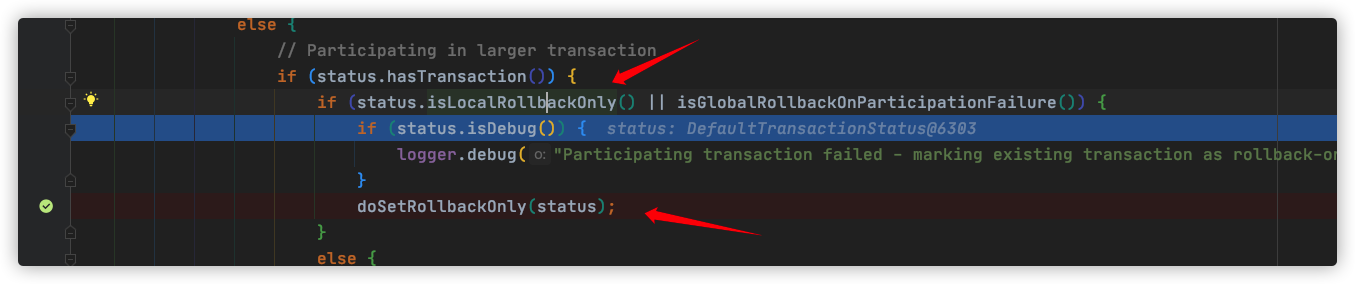 else {
// Participating in larger transaction
if (status.hasTransaction()) {
if (status.isLocalRollbackOnly() || isGlobalRollbackOnParticipationFailure()) {
if (status.isDebug()) { status: DefaultTransactionStatus@6303
logger.debug( o: "Participating transaction failed - marking existing transaction as rollback-on
}
doSetRollbackOnly(status);
}
else {